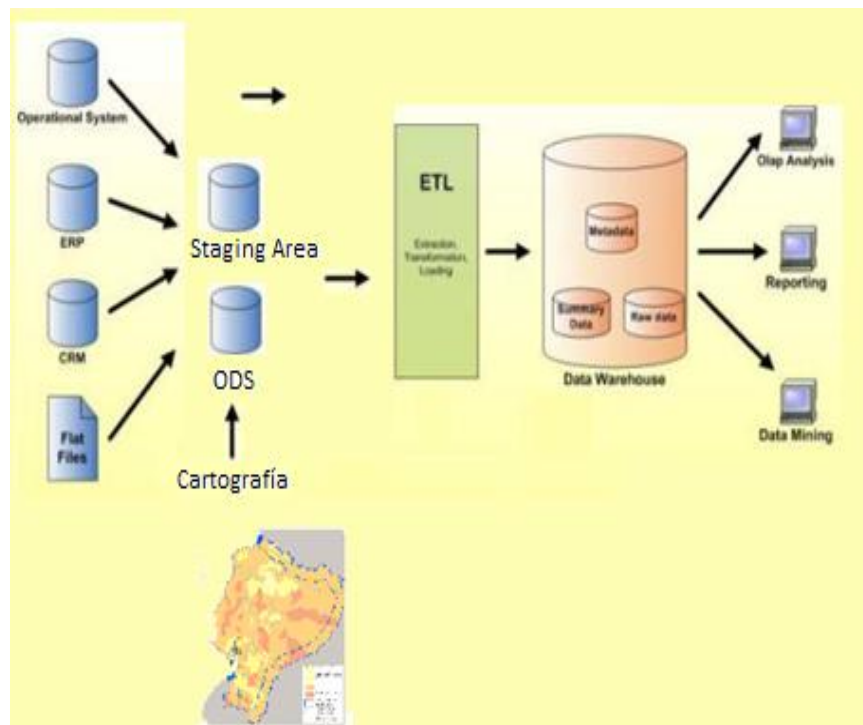 Operational System
ERP
CRM
Flat
Files
Staging Area
ODS
Cartografía
ETL
Extraction,
Transformation,
Loading
Metadata
Summary
Data
Raw data
Data Warehouse
Olap Analysis
Reporting
Data Mining